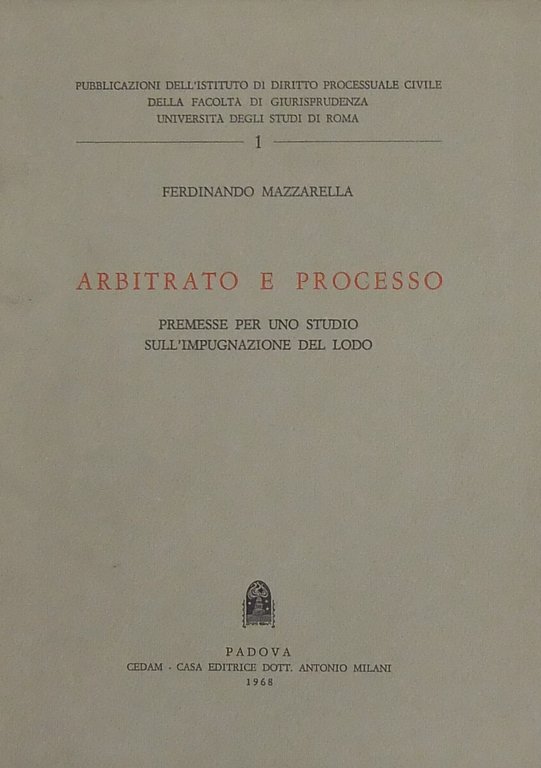 PUBBLICAZIONI DELL'ISTITUTO DI DIRITTO PROCESSUALE CIVILE
DELLA FACOLTÀ DI GIURISPRUDENZA
UNIVERSITÀ DEGLI STUDI DI ROMA
1
FERDINANDO MAZZARELLA
ARBITRATO E PROCESSO
PREMESSE PER UNO STUDIO
SULL'IMPUGNAZIONE DEL LODO
PADOVA
CEDAM - CASA EDITRICE DOTT. ANTONIO MILANI
1968